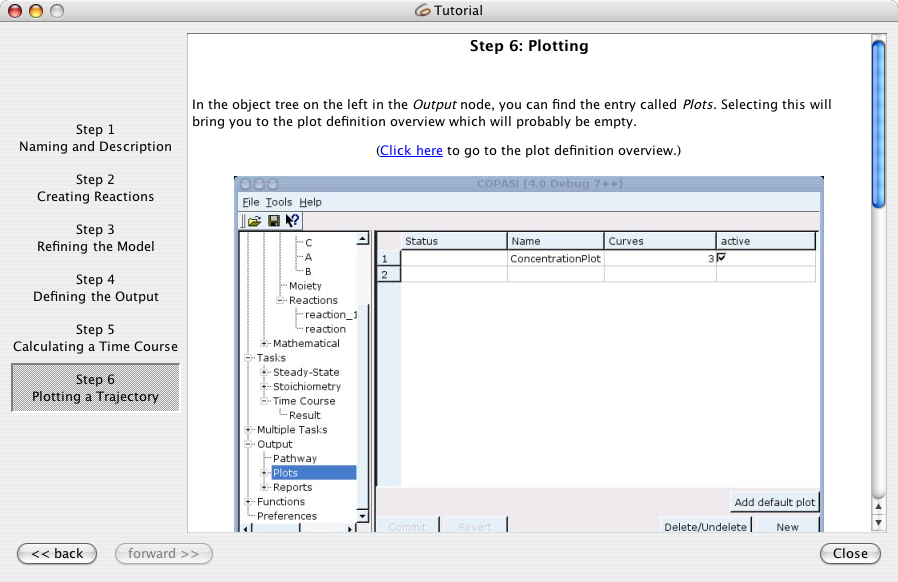 Tutorial
Step 1
Naming and Description
Step 2
Creating Reactions
Step 3
Refining the Model
Step 4
Defining the Output
Step 5
Calculating a Time Course
Step 6
Plotting a Trajectory
Step 6: Plotting
In the object tree on the left in the Output node, you can find the entry called Plots. Selecting this will
bring you to the plot definition overview which will probably be empty.
(Click here to go to the plot definition overview.)
COPASI (4.0 Debug 7++)
File Tools Help
C
A
B
Moiety
Reactions
reaction_1
reaction
Mathematical
Tasks
Steady-State
Stoichiometry
Time Course
Result
Multiple Tasks
Output
Pathway
Plots
Reports
Functions
Preferences
Status Name Curves active
1 ConcentrationPlot 3
2
Add default plot
Commit Revert Delete/Undelete New
<< back forward >> Close